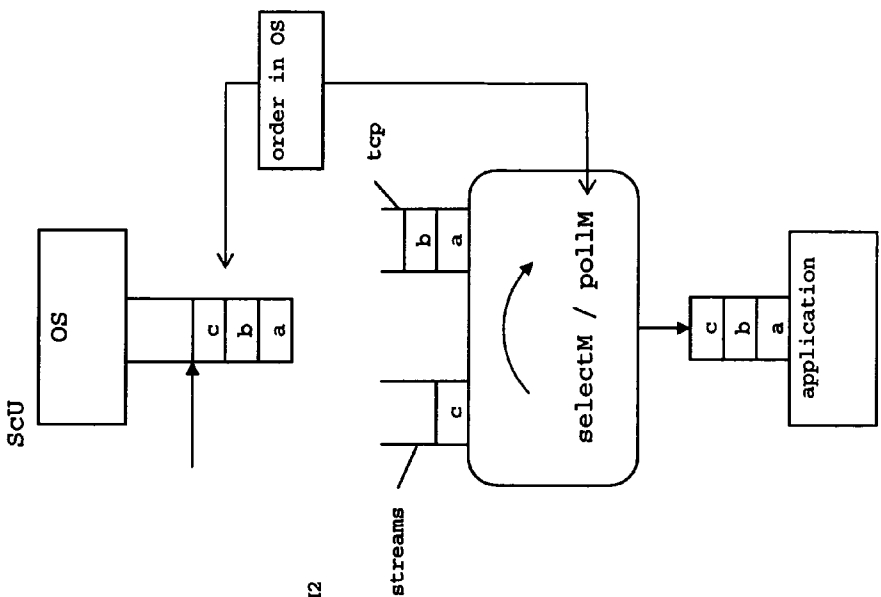 ScU
OS
c
b
a
order in OS
tcp
b
a
c
streams
selectM / pollM
c
b
a
application